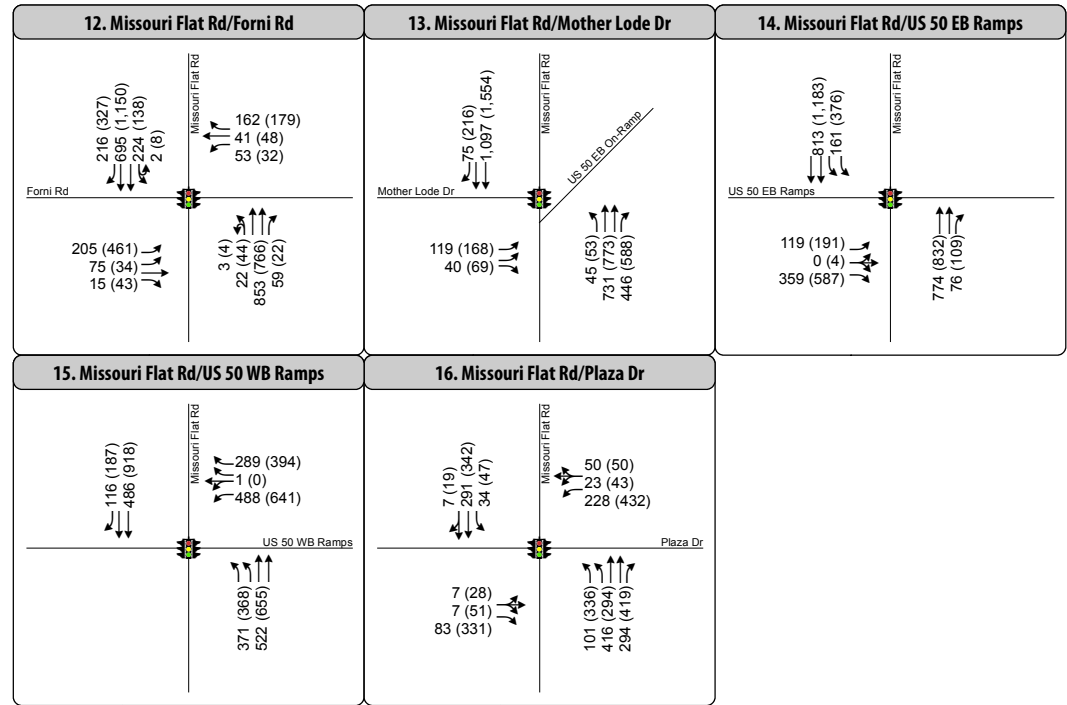 12. Missouri Flat Rd/Forni Rd
216 (327)
695 (1,150)
224 (138)
2 (8)
Missouri Flat Rd
162 (179)
41 (48)
53 (32)
Forni Rd
205 (461)
75 (34)
15 (43)
3 (4)
22 (44)
853 (766)
59 (22)
13. Missouri Flat Rd/Mother Lode Dr
75 (216)
1,097 (1,554)
Missouri Flat Rd
US 50 EB On-Ramp
Mother Lode Dr
119 (168)
40 (69)
45 (53)
731 (773)
446 (588)
14. Missouri Flat Rd/US 50 EB Ramps
813 (1,183)
161 (376)
Missouri Flat Rd
US 50 EB Ramps
119 (191)
0 (4)
359 (587)
774 (832)
76 (109)
15. Missouri Flat Rd/US 50 WB Ramps
116 (187)
486 (918)
Missouri Flat Rd
289 (394)
1 (0)
488 (641)
US 50 WB Ramps
371 (368)
522 (655)
16. Missouri Flat Rd/Plaza Dr
7 (19)
291 (342)
34 (47)
Missouri Flat Rd
50 (50)
23 (43)
228 (432)
Plaza Dr
7 (28)
7 (51)
83 (331)
101 (336)
416 (294)
294 (419)